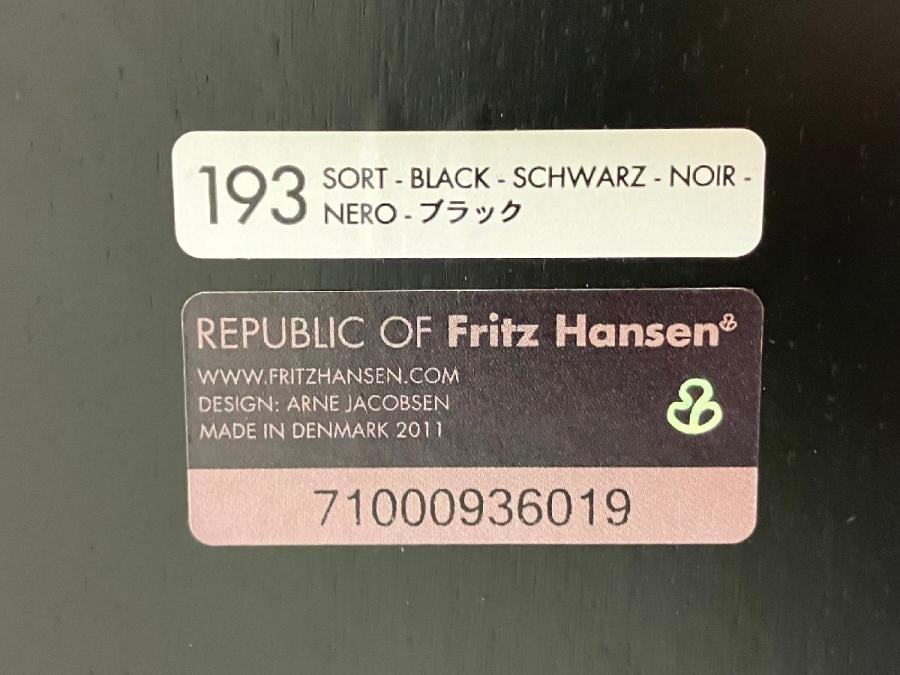 193 SORT - BLACK - SCHWARZ - NOIR -
NERO - ブラック
REPUBLIC OF Fritz Hansen
WWW.FRITZHANSEN.COM
DESIGN: ARNE JACOBSEN
MADE IN DENMARK 2011
71000936019